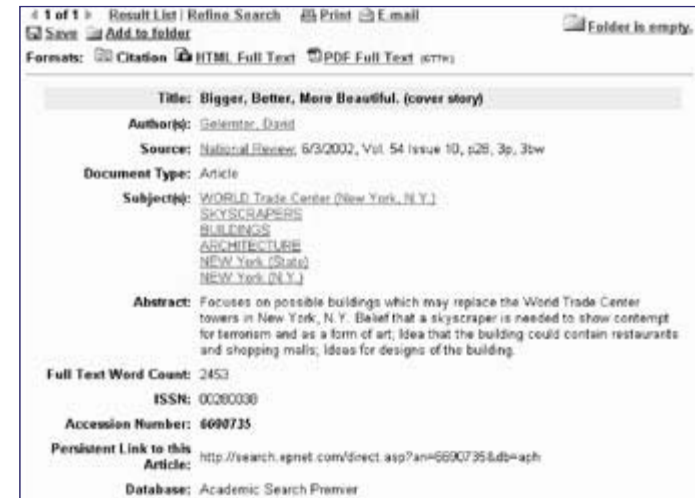 1 of 1 Result List | Refine Search Print E.mail
Save Add to folder
Folder is empty.
Formats: Citation HTML Full Text PDF Full Text
Title: Bigger, Better, More Beautiful. (cover story)
Author(s): Gelernter, David
Source: National Review, 6/3/2002, Vol. 54 Issue 10, p28, 3p, 3bw
Document Type: Article
Subject(s): WORLD Trade Center (New York, N.Y.)
SKYSCRAPERS
BUILDINGS
ARCHITECTURE
NEW York (State)
NEW York (N.Y.)
Abstract: Focuses on possible buildings which may replace the World Trade Center
towers in New York, N.Y. Belief that a skyscraper is needed to show contempt
for terrorism and as a form of art; Idea that the building could contain restaurants
and shopping malls; Ideas for designs of the building.
Full Text Word Count: 2453
ISSN: 00280038
Accession Number: 6690735
Persistent Link to this
Article: http://search.epnet.com/direct.asp?an=6690735&db=aph
Database: Academic Search Premier